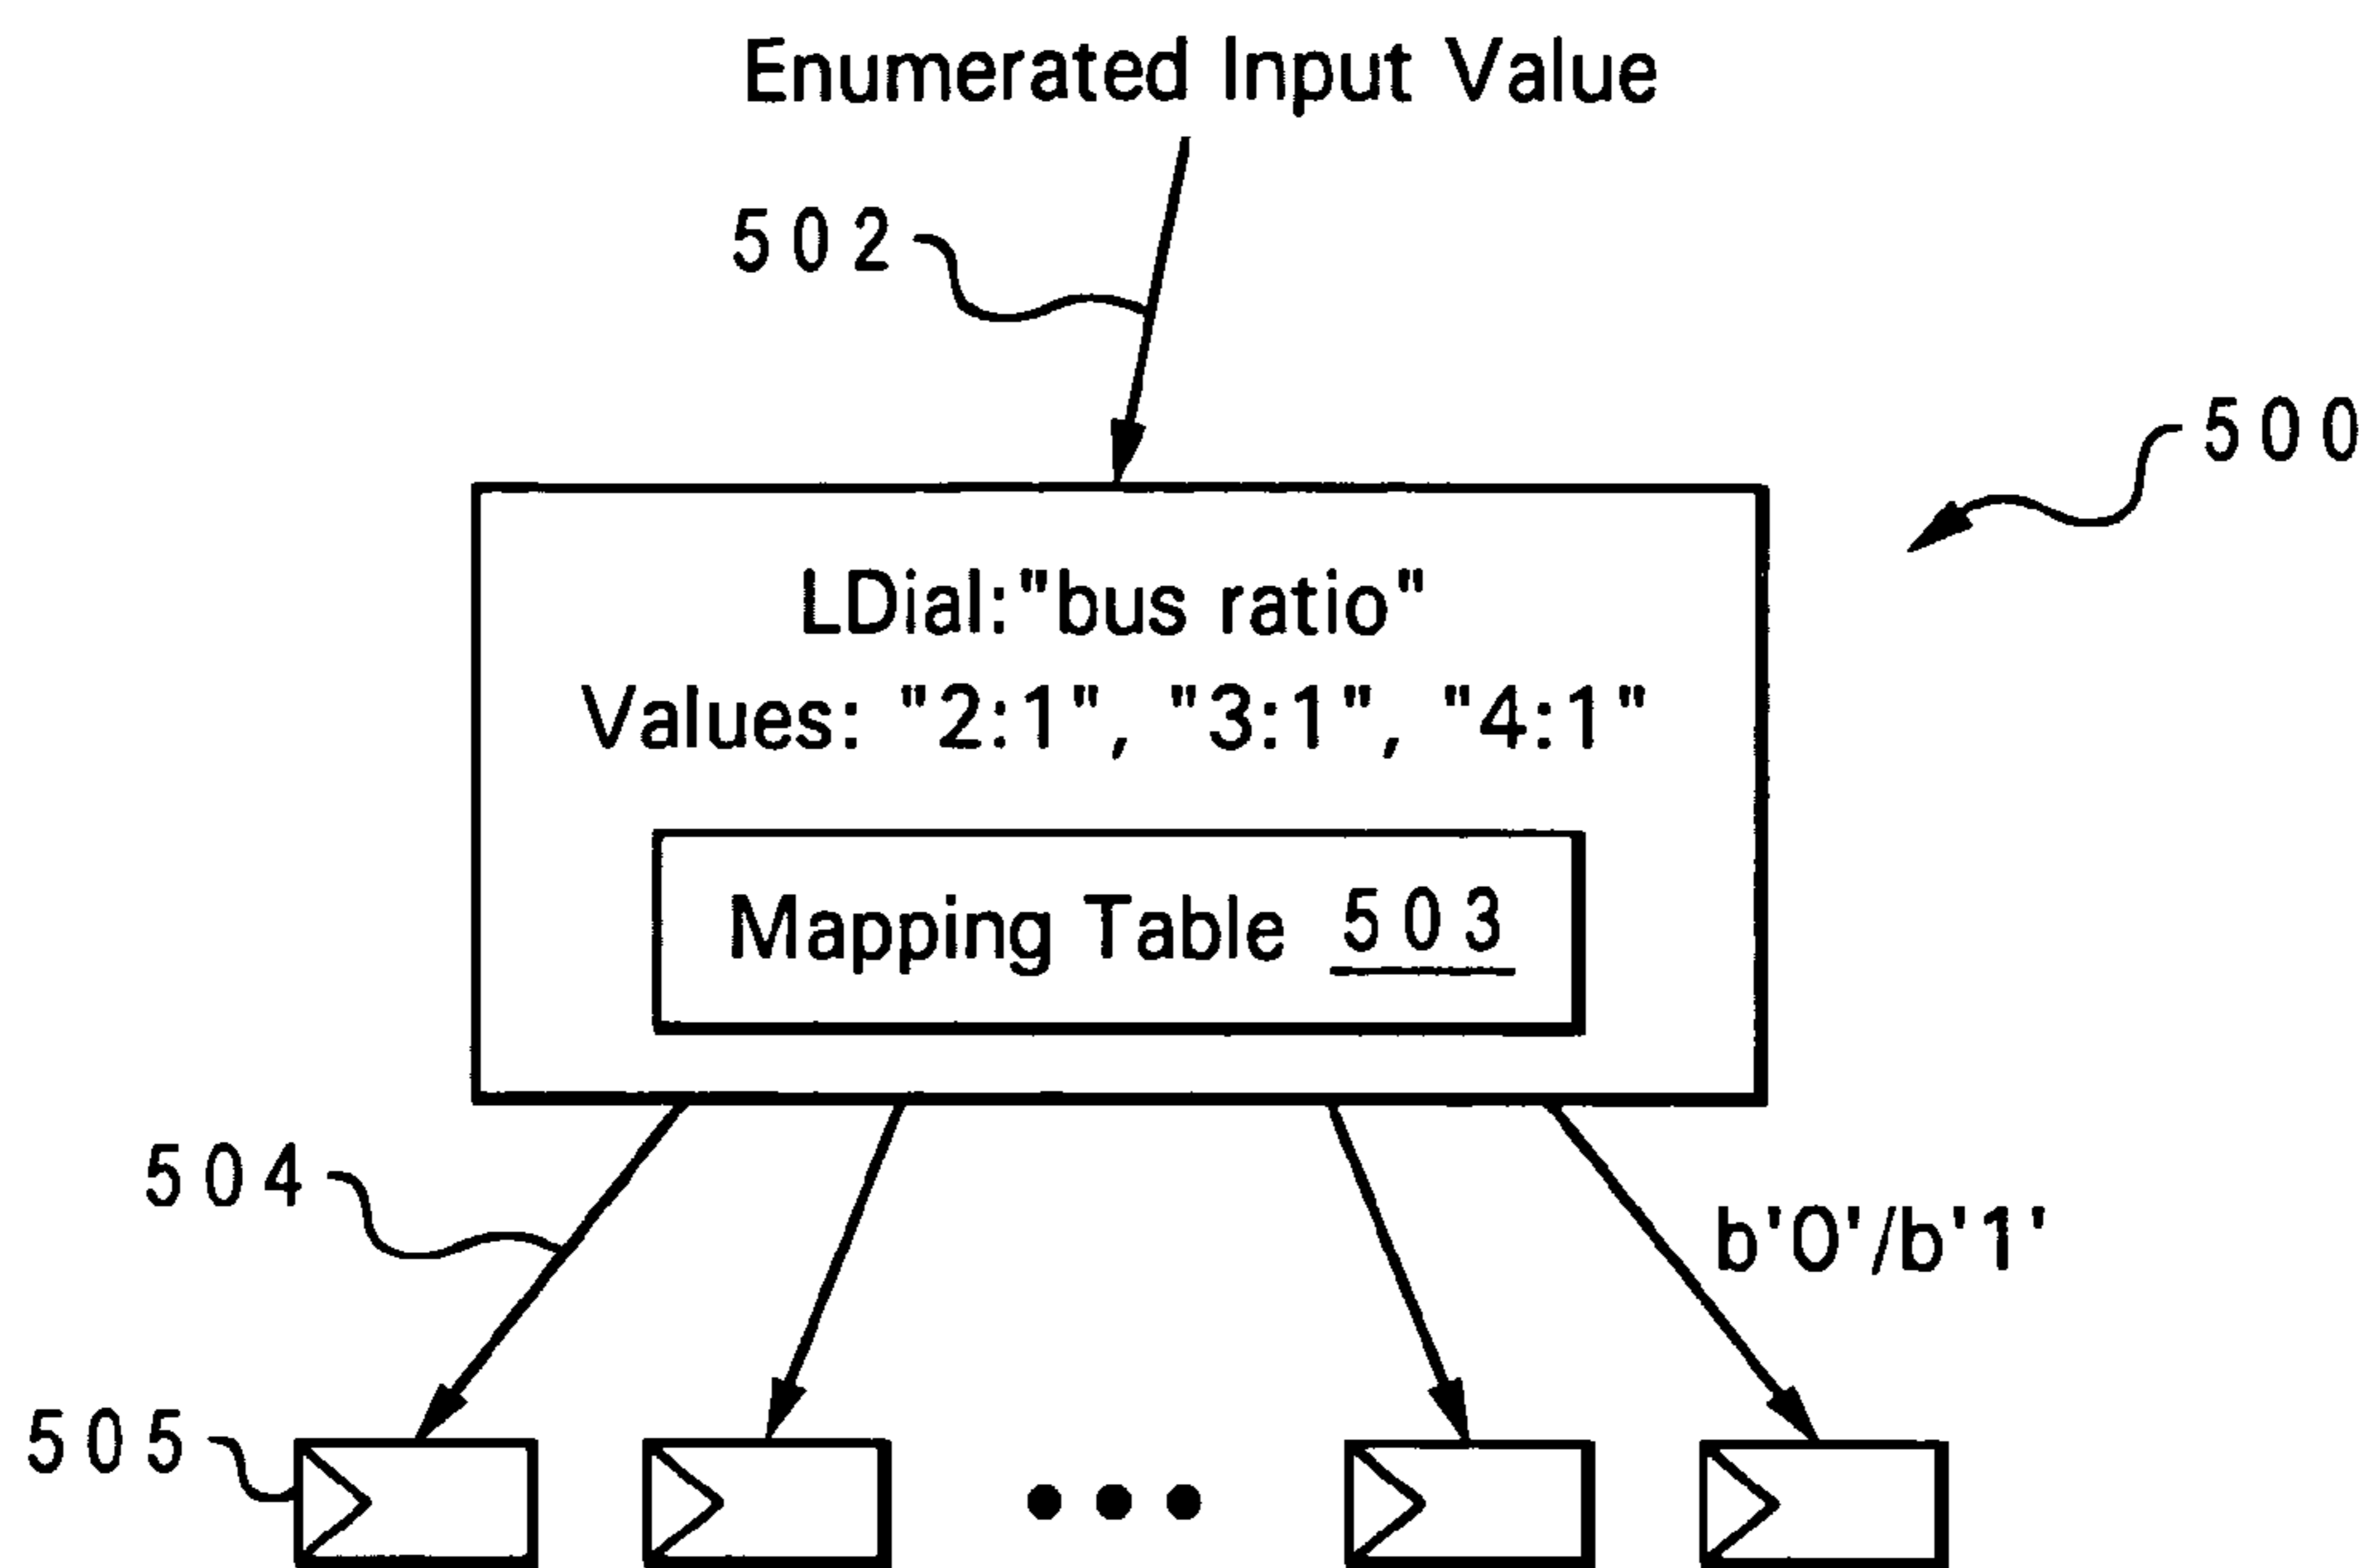 Enumerated Input Value
502
500
LDial:"bus ratio"
Values: "2:1", "3:1", "4:1"
Mapping Table 503
504
b'0'/b'1'
505